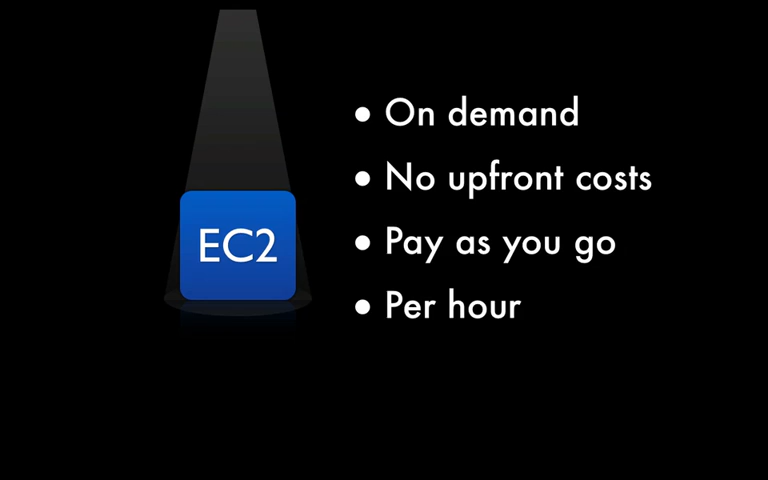 EC2
• On demand
• No upfront costs
• Pay as you go
• Per hour